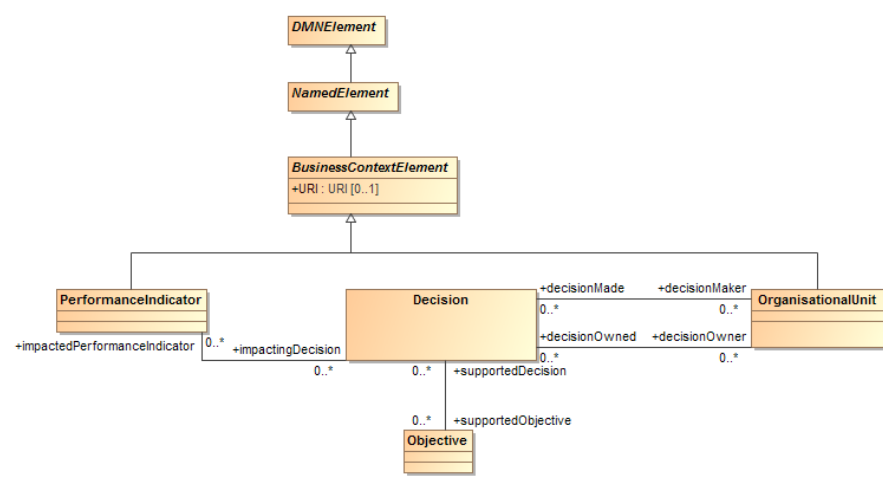 DMNElement
NamedElement
BusinessContextElement
+URI : URI [0..1]
PerformanceIndicator
Decision
OrganisationalUnit
+decisionMade
+decisionMaker
0..*
0..*
+decisionOwned
+decisionOwner
0..*
0..*
0..*
+impactedPerformanceIndicator
+impactingDecision
0..*
0..*
+supportedDecision
0..*
+supportedObjective
Objective